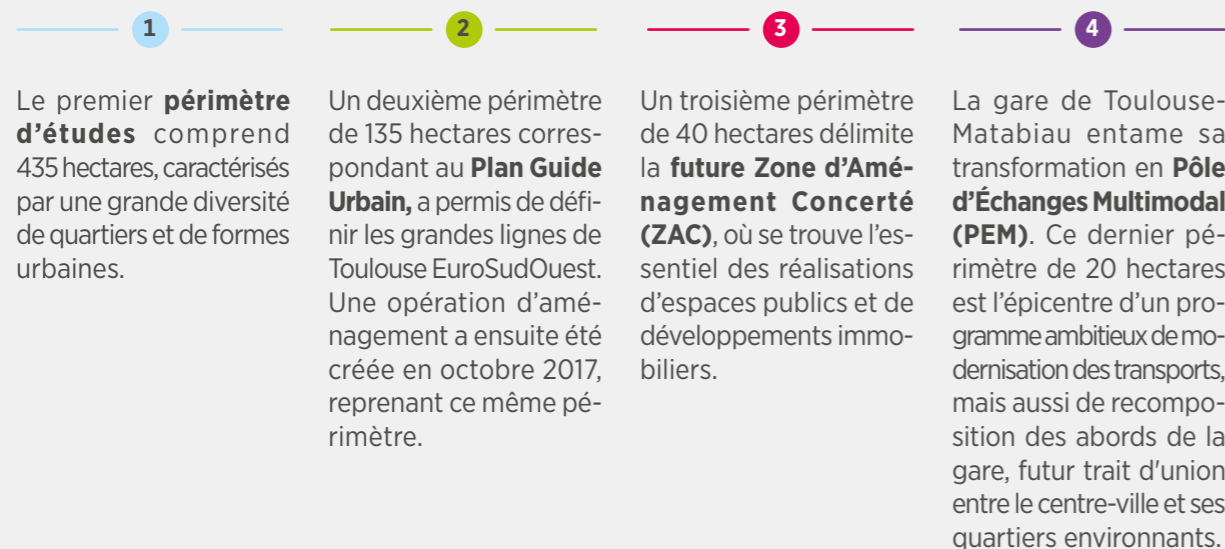 1
Le premier périmètre
d’études comprend
435 hectares, caractérisés
par une grande diversité
de quartiers et de formes
urbaines.
2
Un deuxième périmètre
de 135 hectares corres-
pondant au Plan Guide
Urbain, a permis de défi-
nir les grandes lignes de
Toulouse EuroSudOuest.
Une opération d’amé-
nagement a ensuite été
créée en octobre 2017,
reprenant ce même pé-
rimètre.
3
Un troisième périmètre
de 40 hectares délimite
la future Zone d’Amé-
nagement Concerté
(ZAC), où se trouve l’es-
sentiel des réalisations
d’espaces publics et de
développements immo-
biliers.
4
La gare de Toulouse-
Matabiau entame sa
transformation en Pôle
d’Échanges Multimodal
(PEM). Ce dernier pé-
rimètre de 20 hectares
est l’épicentre d’un pro-
gramme ambitieux de mo-
dernisation des transports,
mais aussi de recompo-
sition des abords de la
gare, futur trait d'union
entre le centre-ville et ses
quartiers environnants.